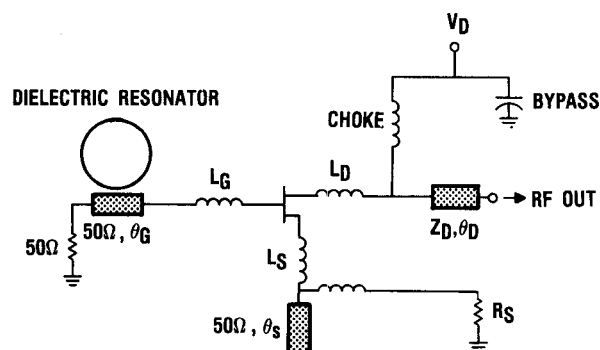 V_D
DIELECTRIC RESONATOR
BYPASS
CHOKE
L_G
L_D
RF OUT
50Ω
50Ω, θ_G
Z_D, θ_D
L_S
50Ω, θ_S
R_S